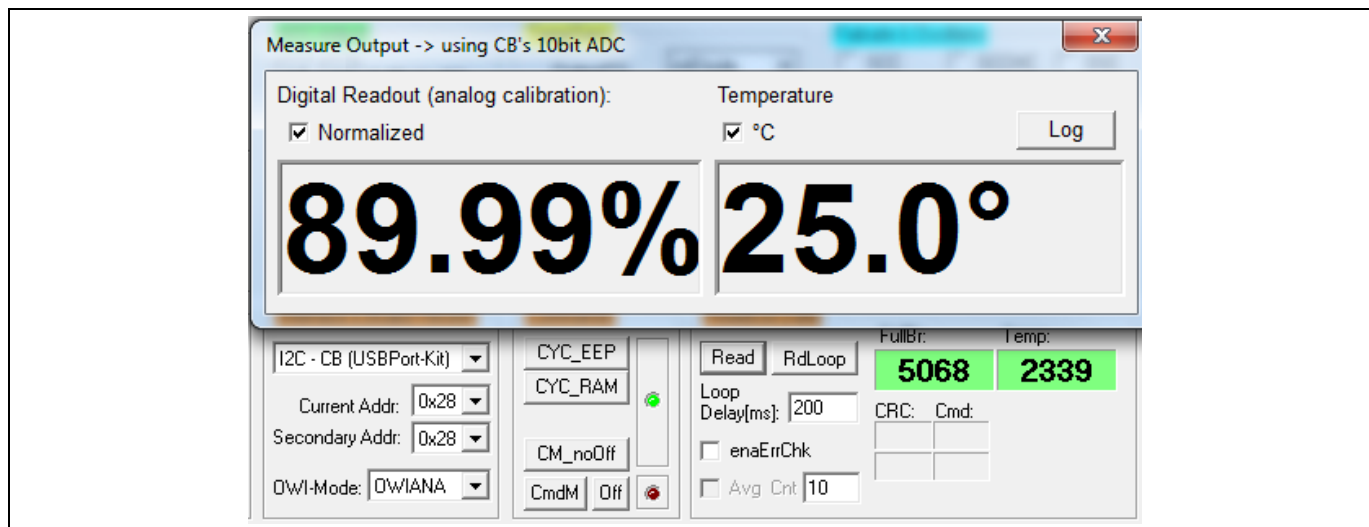 Measure Output -> using CB's 10bit ADC
Digital Readout (analog calibration):
Normalized
89.99%
Temperature
°C
Log
25.0°
I2C - CB (USBPort-Kit)
Current Addr: 0x28
Secondary Addr: 0x28
OWI-Mode: OWIANA
CYC_EEP
CYC_RAM
CM_noOff
CmdM Off
Read RdLoop
Loop
Delay[ms]: 200
enaErrChk
Avg Cnt 10
FullBr: Temp:
5068 2339
CRC: Cmd: